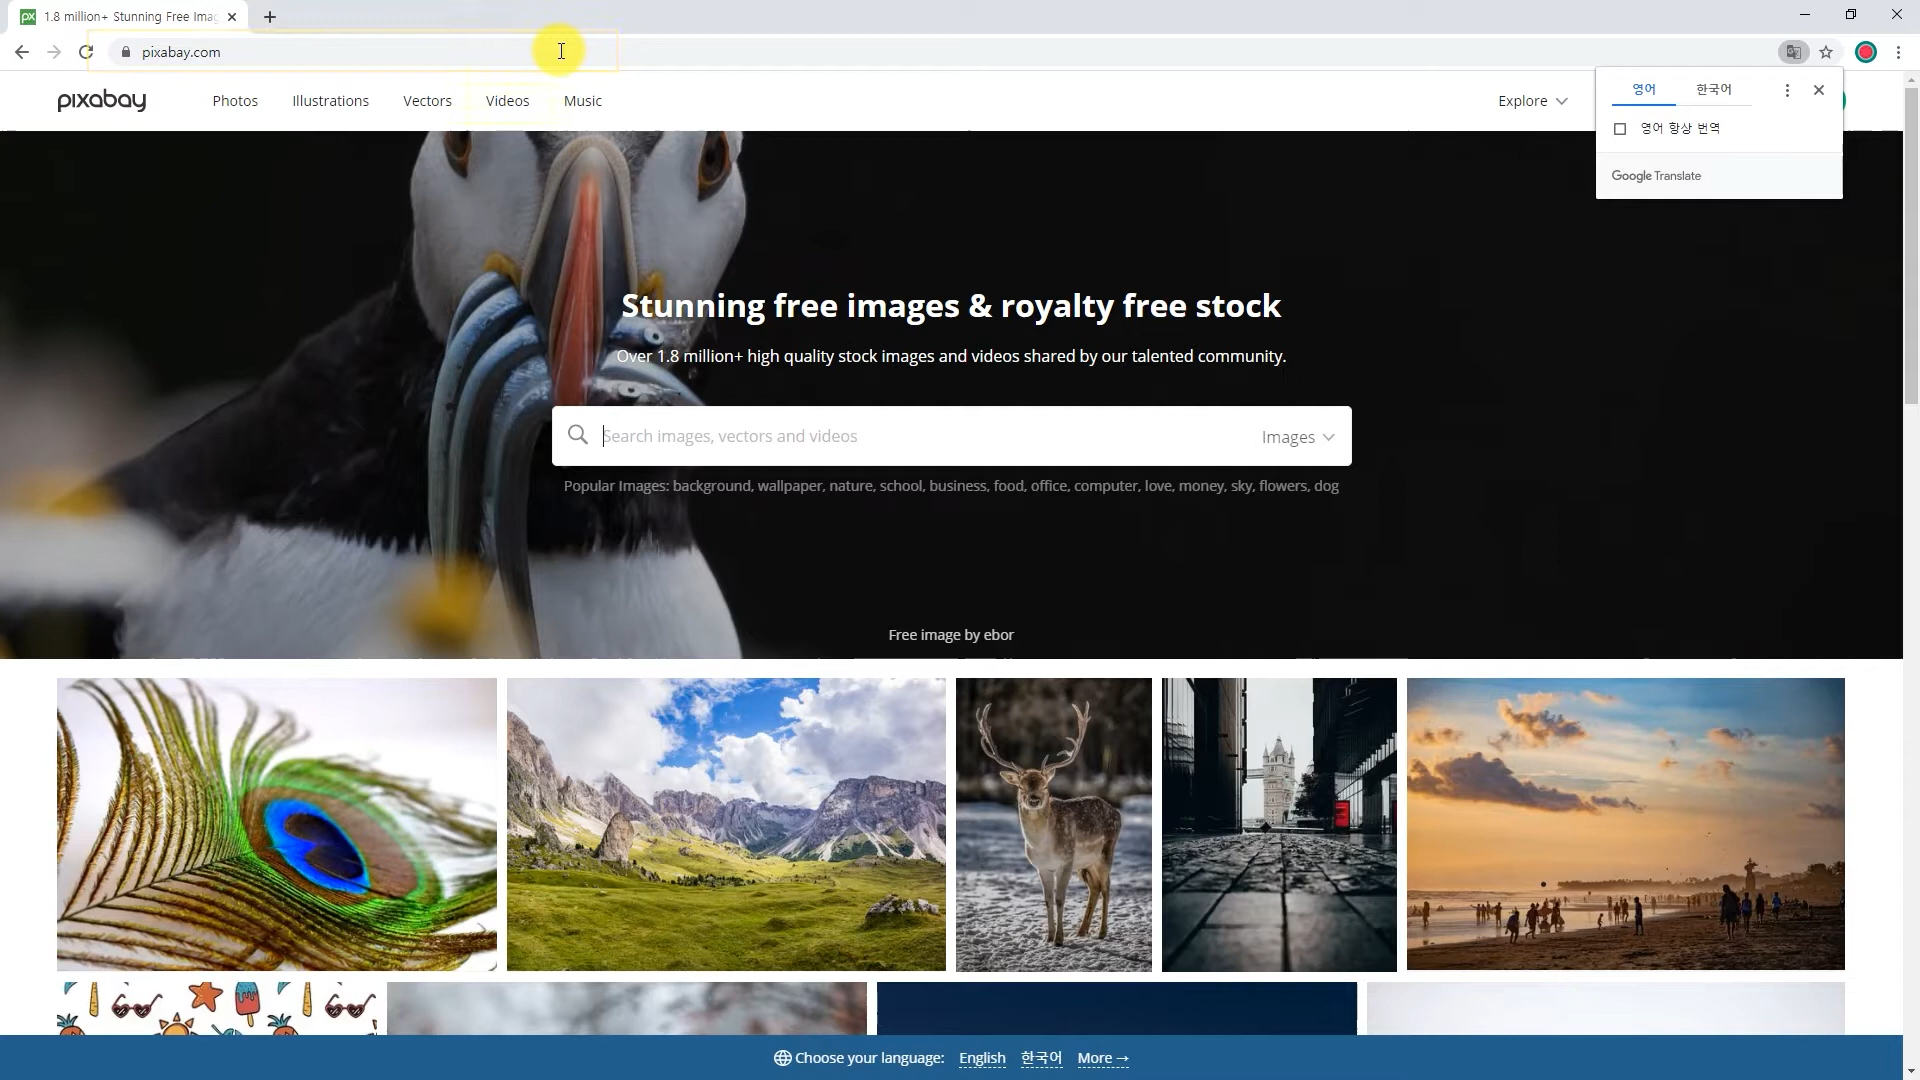 px 1.8 million+ Stunning Free Imag
pixabay.com
pixabay
Photos
Illustrations
Vectors
Videos
Music
Explore
영어
한국어
영어 항상 번역
Google Translate
Stunning free images & royalty free stock
Over 1.8 million+ high quality stock images and videos shared by our talented community.
Search images, vectors and videos
Images
Popular Images: background, wallpaper, nature, school, business, food, office, computer, love, money, sky, flowers, dog
Free image by ebor
Choose your language: English 한국어 More →